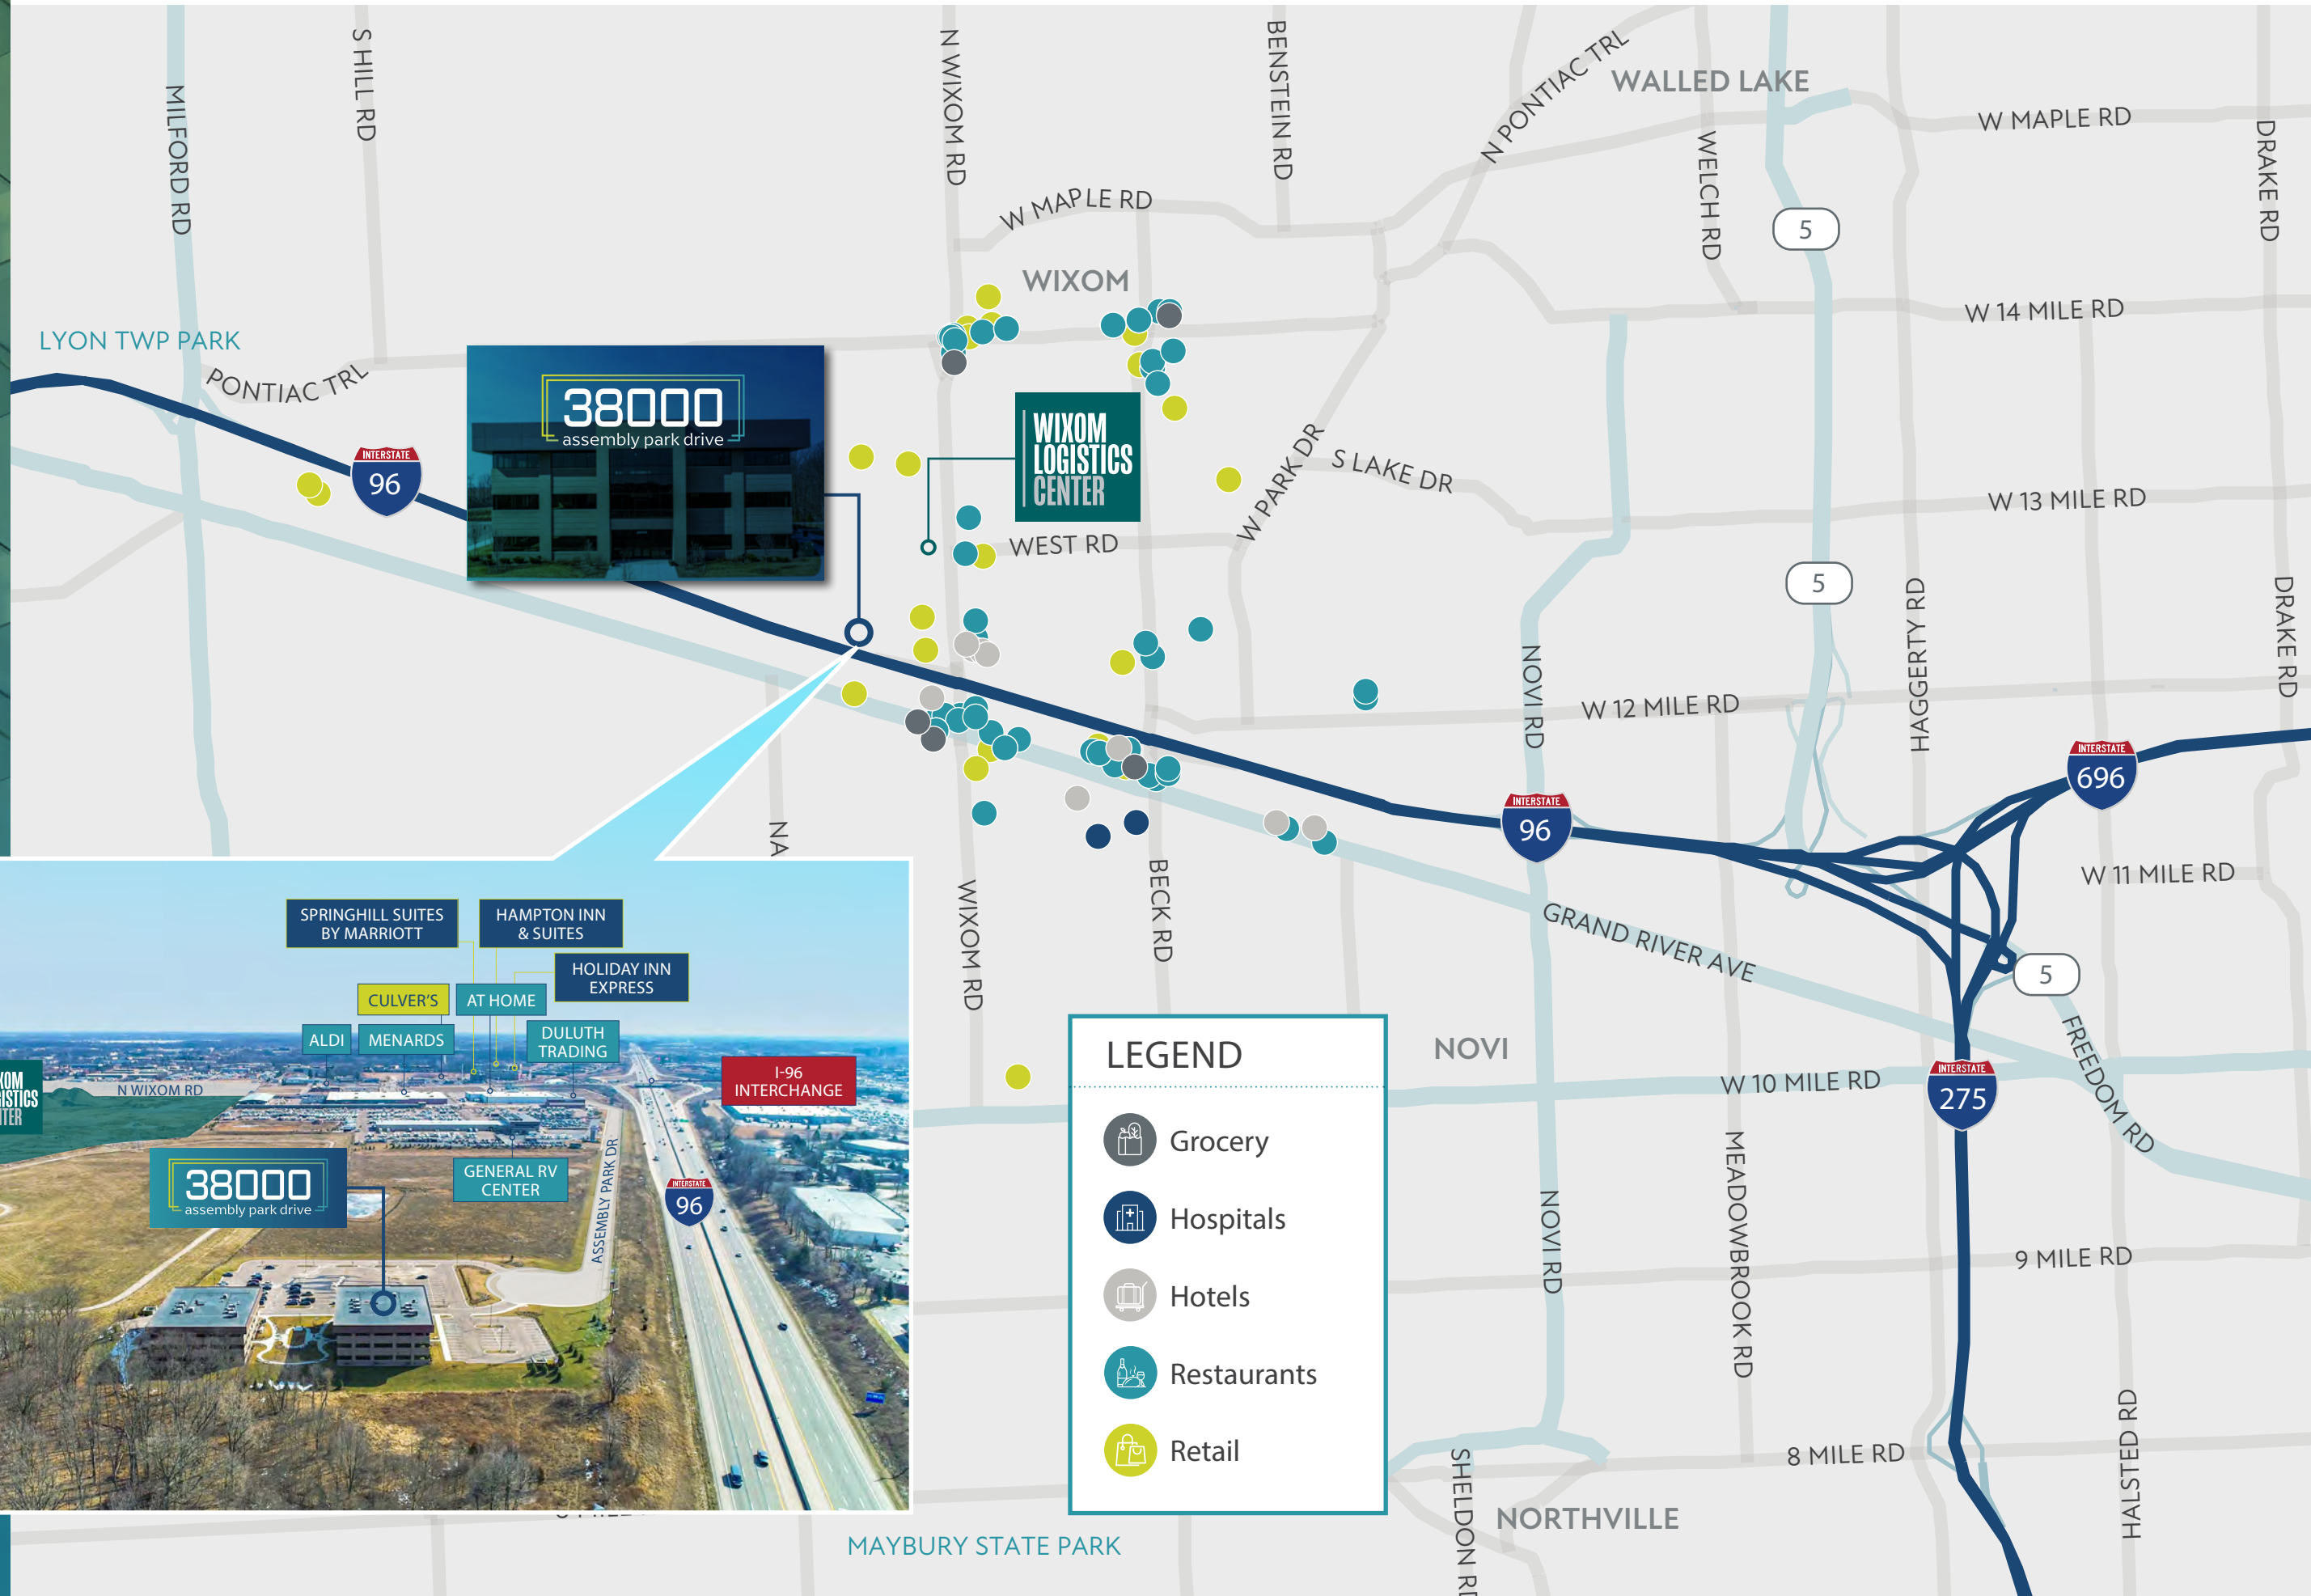 S HILL RD
MILFORD RD
N WIXOM RD
BENSTEIN RD
N PONTIAC TRL
WALLED LAKE
W MAPLE RD
WELCH RD
DRAKE RD
W MAPLE RD
5
WIXOM
W 14 MILE RD
LYON TWP PARK
PONTIAC TRL
38000
assembly park drive
WIXOM
LOGISTICS
CENTER
W PARK DR
S LAKE DR
INTERSTATE
96
W 13 MILE RD
WEST RD
5
HAGGERTY RD
DRAKE RD
NOVI RD
W 12 MILE RD
INTERSTATE
696
INTERSTATE
96
NA
WIXOM RD
BECK RD
W 11 MILE RD
GRAND RIVER AVE
5
FREEDOM RD
SPRINGHILL SUITES
BY MARRIOTT
HAMPTON INN
& SUITES
HOLIDAY INN
EXPRESS
CULVER'S
AT HOME
ALDI
MENARDS
DULUTH
TRADING
I-96
INTERCHANGE
N WIXOM RD
XOM
GISTICS
TER
GENERAL RV
CENTER
ASSEMBLY PARK DR
INTERSTATE
96
38000
assembly park drive
LEGEND
Grocery
Hospitals
Hotels
Restaurants
Retail
NOVI
W 10 MILE RD
INTERSTATE
275
MEADOWBROOK RD
NOVI RD
9 MILE RD
8 MILE RD
HALSTED RD
SHELDON RD
NORTHVILLE
MAYBURY STATE PARK